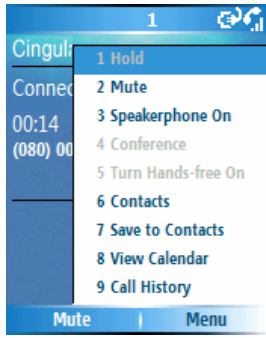 1
Cingula
1 Hold
Connec
2 Mute
00:14
3 Speakerphone On
(080) 00
4 Conference
5 Turn Hands-free On
6 Contacts
7 Save to Contacts
8 View Calendar
9 Call History
Mute Menu